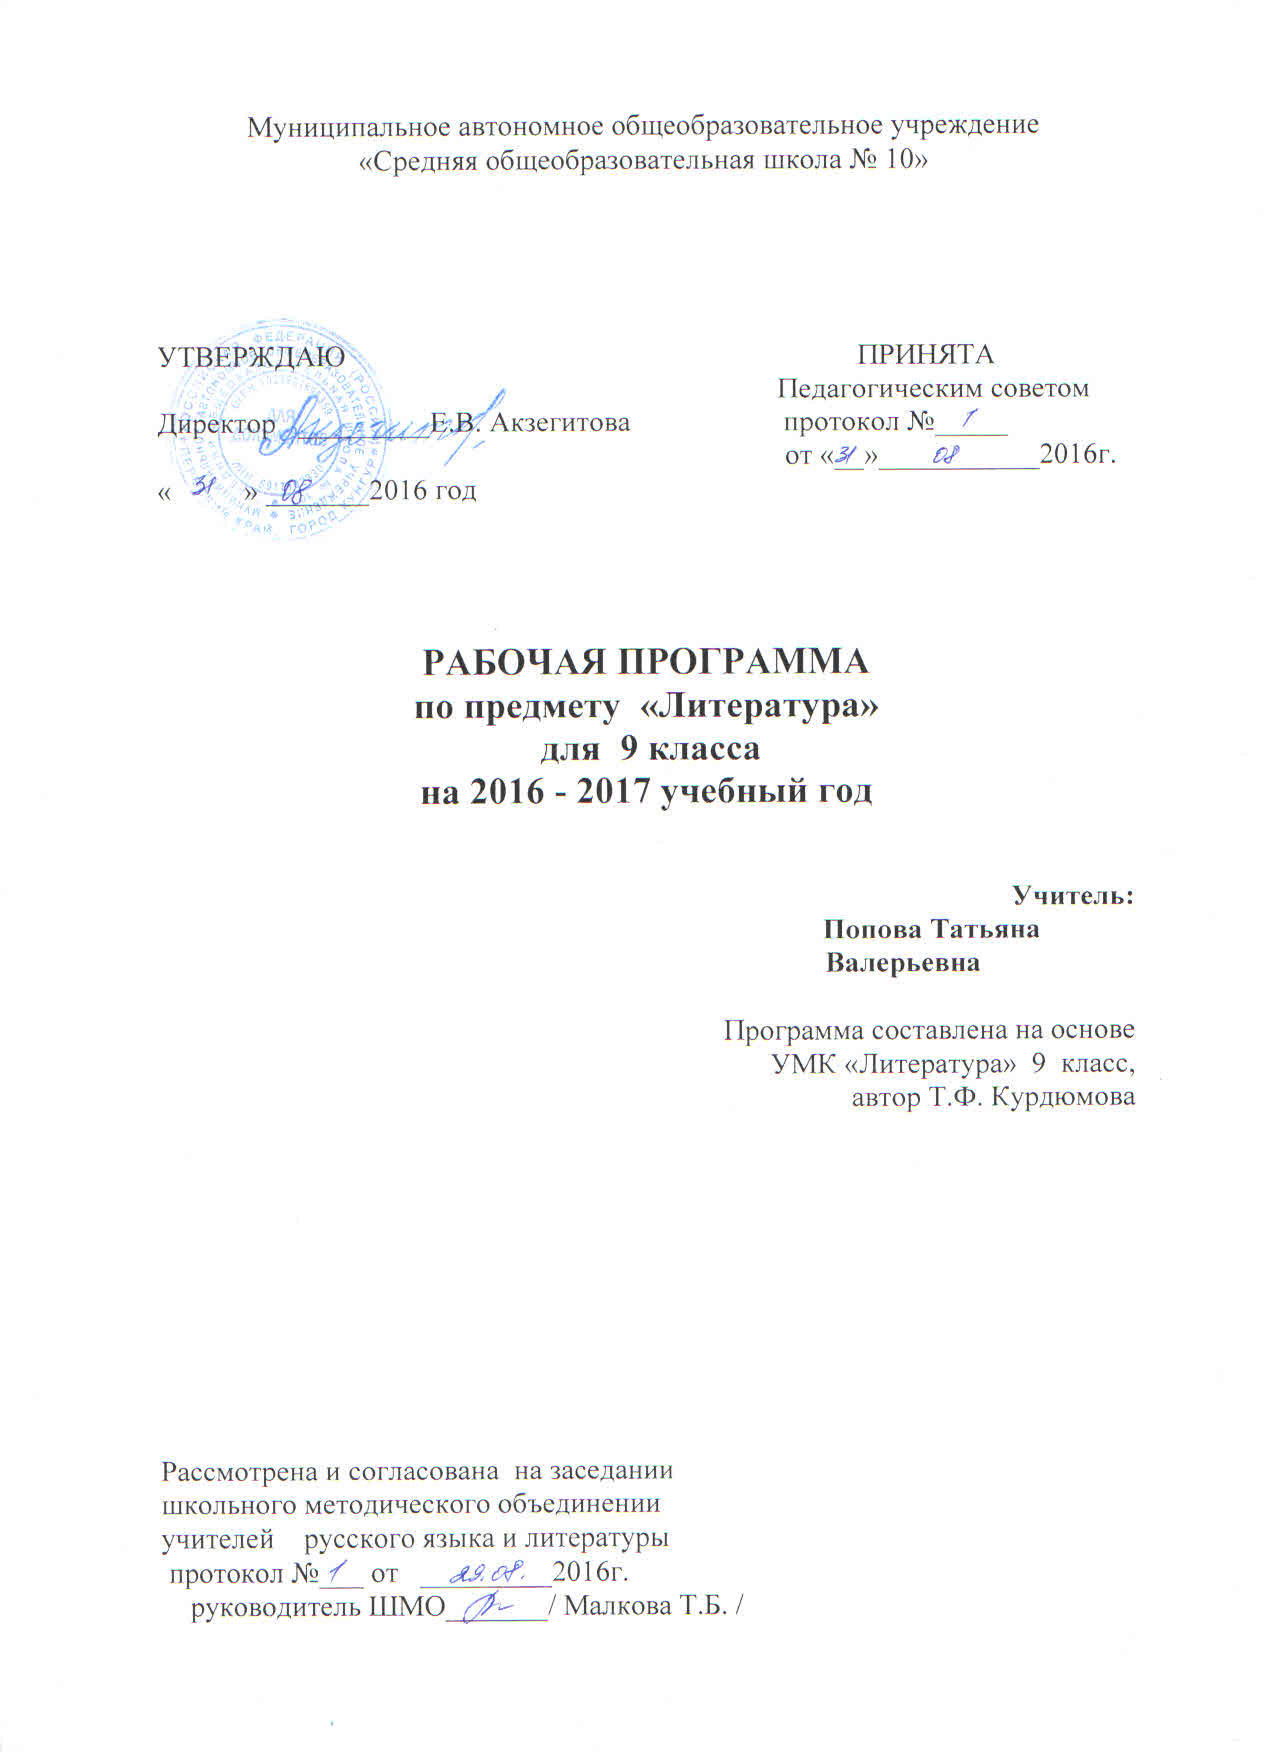 Муниципальное автономное общеобразовательное учреждение
«Средняя общеобразовательная школа № 10»
УТВЕРЖДАЮ
Директор Е.В. Акзегитова
« 31 » 08 2016 год
ПРИНЯТА
Педагогическим советом
протокол № 1
от «31» 08 2016г.
РАБОЧАЯ ПРОГРАММА
по предмету «Литература»
для 9 класса
на 2016 - 2017 учебный год
Учитель:
Попова Татьяна
Валерьевна
Программа составлена на основе
УМК «Литература» 9 класс,
автор Т.Ф. Курдюмова
Рассмотрена и согласована на заседании
школьного методического объединении
учителей русского языка и литературы
протокол № 1 от 29.08. 2016г.
руководитель ШМО / Малкова Т.Б. /